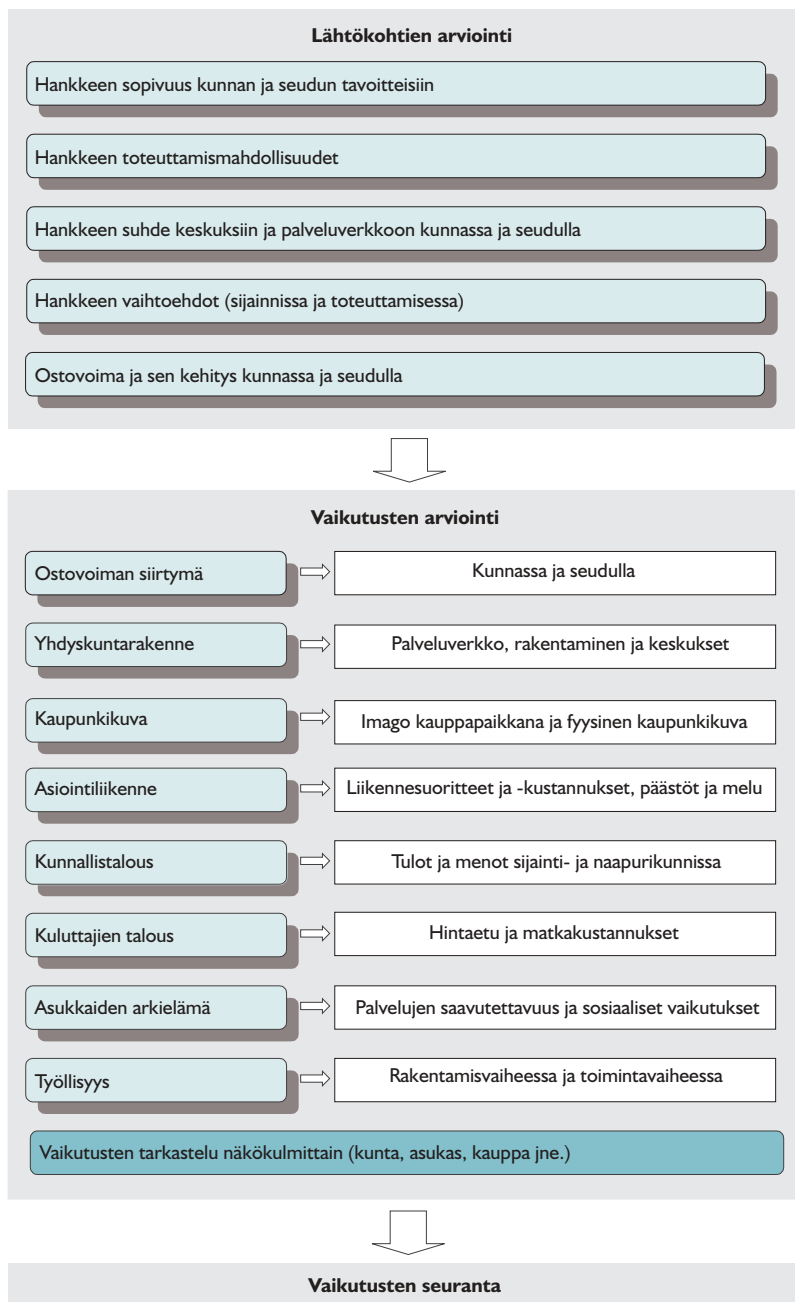 Lähtökohtien arviointi
Hankkeen sopivuus kunnan ja seudun tavoitteisiin
Hankkeen toteuttamismahdollisuudet
Hankkeen suhde keskuksiin ja palveluverkkoon kunnassa ja seudulla
Hankkeen vaihtoehdot (sijainnissa ja toteuttamisessa)
Ostovoima ja sen kehitys kunnassa ja seudulla
Vaikutusten arviointi
Ostovoiman siirtymä
Kunnassa ja seudulla
Yhdyskuntarakenne
Palveluverkko, rakentaminen ja keskukset
Kaupunkikuva
Imago kauppapaikkana ja fyysinen kaupunkikuva
Asiointiliikenne
Liikennesuoritteet ja -kustannukset, päästöt ja melu
Kunnallistalous
Tulot ja menot sijainti- ja naapurikunnissa
Kuluttajien talous
Hintaetu ja matkakustannukset
Asukkaiden arkielämä
Palvelujen saavutettavuus ja sosiaaliset vaikutukset
Työllisyys
Rakentamisvaiheessa ja toimintavaiheessa
Vaikutusten tarkastelu näkökulmittain (kunta, asukas, kauppa jne.)
Vaikutusten seuranta